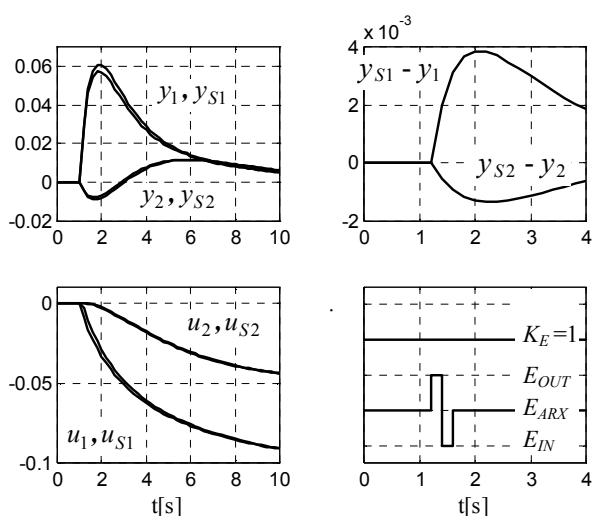 0.06
0.04
0.02
0
-0.02
y1, yS1
y2, yS2
0 2 4 6 8 10
x 10^-3
4
2
0
-2
yS1 - y1
yS2 - y2
0 1 2 3 4
0
-0.05
-0.1
u2, uS2
u1, uS1
0 2 4 6 8 10
t[s]
KE=1
EOUT
EARX
EIN
0 1 2 3 4
t[s]